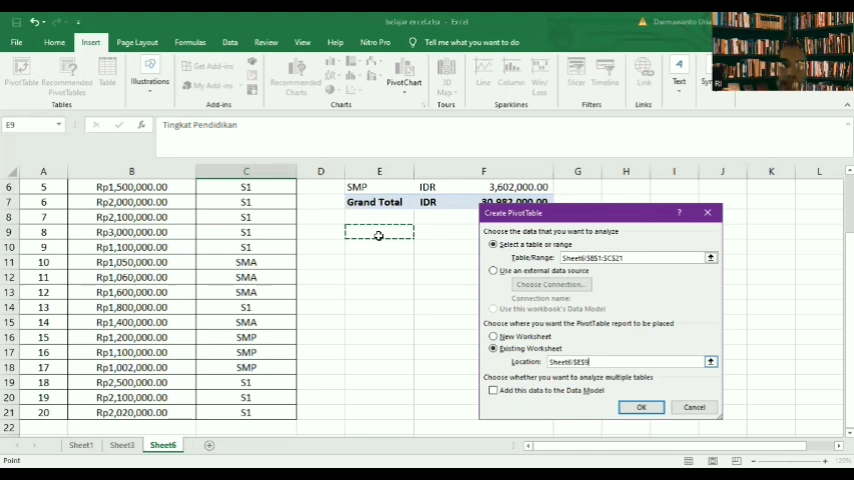 belajar excel.xlsx - Excel
Darmawanto Uria
File Home Insert Page Layout Formulas Data Review View Help Nitro Pro Tell me what you want to do
PivotTable Recommended PivotTables Table Illustrations Get Add-ins My Add-ins Recommended Charts PivotChart 3D Map Line Column Win/Loss Slicer Timeline Link Text
Tables Add-ins Charts Tours Sparklines Filters Links
RI
E9 fx Tingkat Pendidikan
A B C D E F G H I J K L
6 5 Rp1,500,000.00 S1 SMP IDR 3,602,000.00
7 6 Rp2,000,000.00 S1 Grand Total IDR 30,982,000.00
8 7 Rp2,100,000.00 S1
9 8 Rp3,000,000.00 S1
10 9 Rp1,100,000.00 S1
11 10 Rp1,050,000.00 SMA
12 11 Rp1,060,000.00 SMA
13 12 Rp1,600,000.00 SMA
14 13 Rp1,800,000.00 S1
15 14 Rp1,400,000.00 SMA
16 15 Rp1,200,000.00 SMP
17 16 Rp1,100,000.00 SMP
18 17 Rp1,002,000.00 SMP
19 18 Rp2,500,000.00 S1
20 19 Rp2,100,000.00 S1
21 20 Rp2,020,000.00 S1
22
Create PivotTable ? ×
Choose the data that you want to analyze
Select a table or range
Table/Range: Sheet6!$B$1:$C$21
Use an external data source
Choose Connection...
Connection name:
Use this workbook's Data Model
Choose where you want the PivotTable report to be placed
New Worksheet
Existing Worksheet
Location: Sheet6!$E$9
Choose whether you want to analyze multiple tables
Add this data to the Data Model
OK Cancel
Sheet1 Sheet3 Sheet6
Point
120%